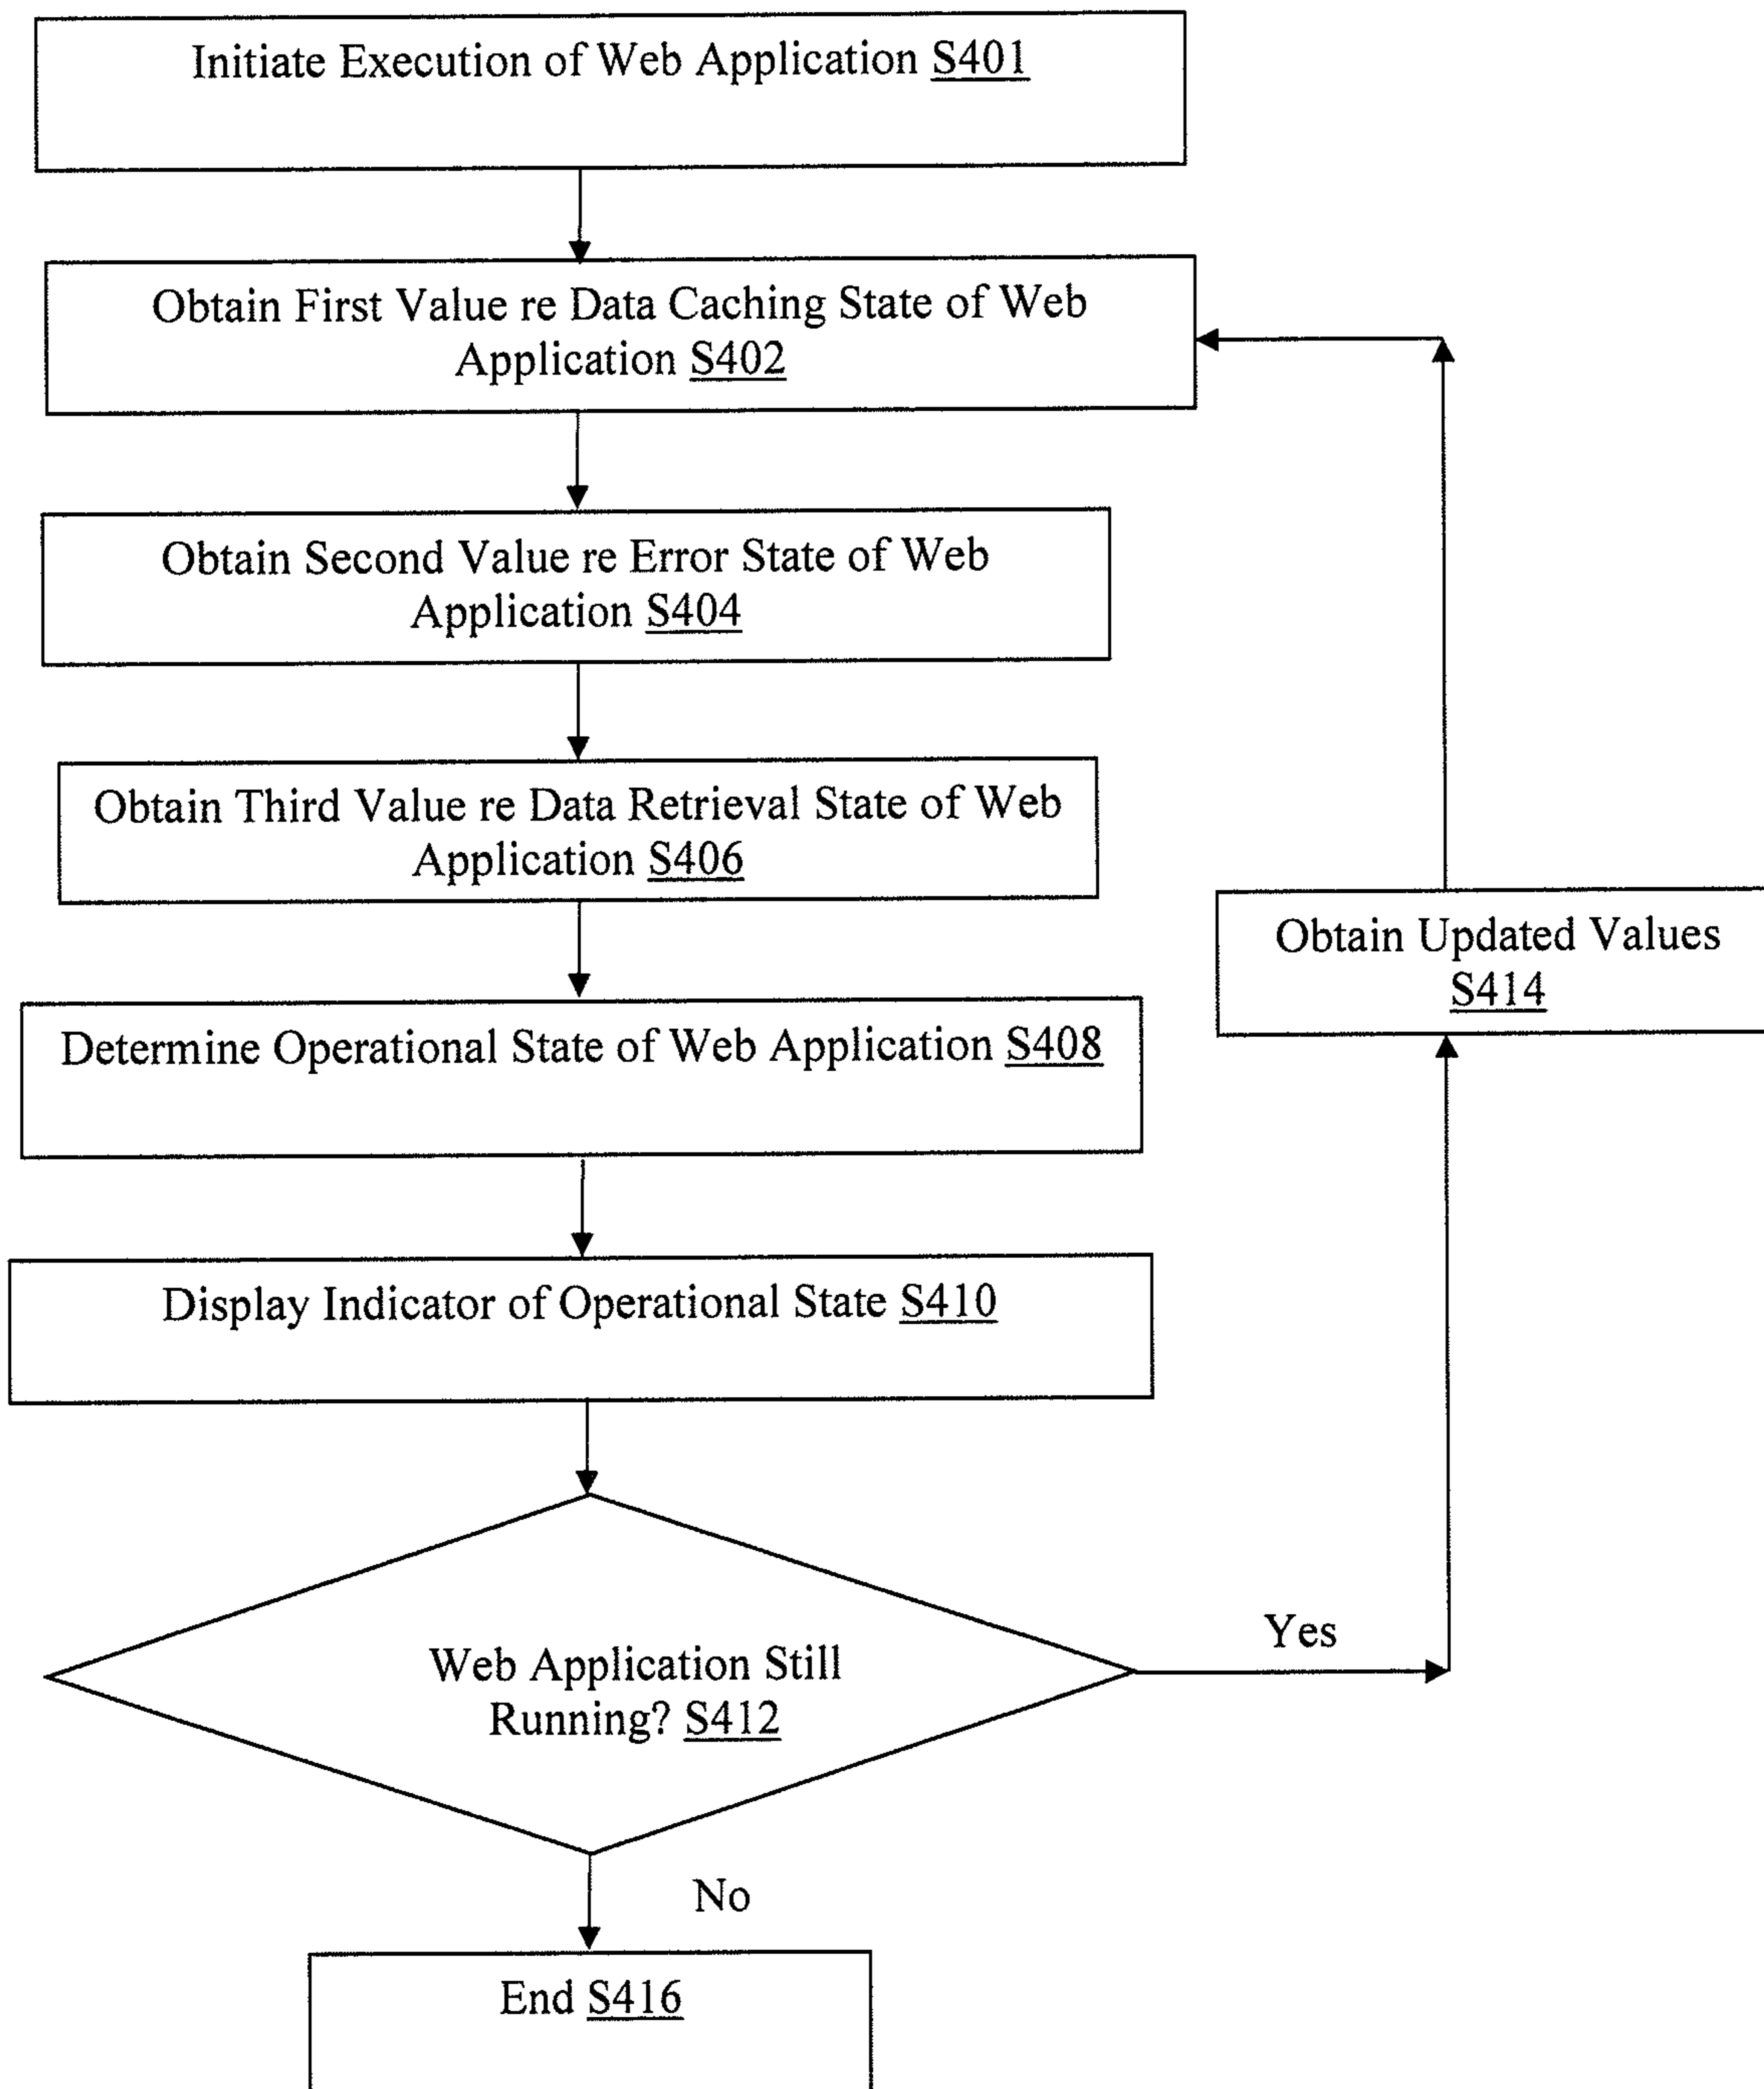 Initiate Execution of Web Application S401
Obtain First Value re Data Caching State of Web
Application S402
Obtain Second Value re Error State of Web
Application S404
Obtain Third Value re Data Retrieval State of Web
Application S406
Obtain Updated Values
S414
Determine Operational State of Web Application S408
Display Indicator of Operational State S410
Yes
Web Application Still
Running? S412
No
End S416